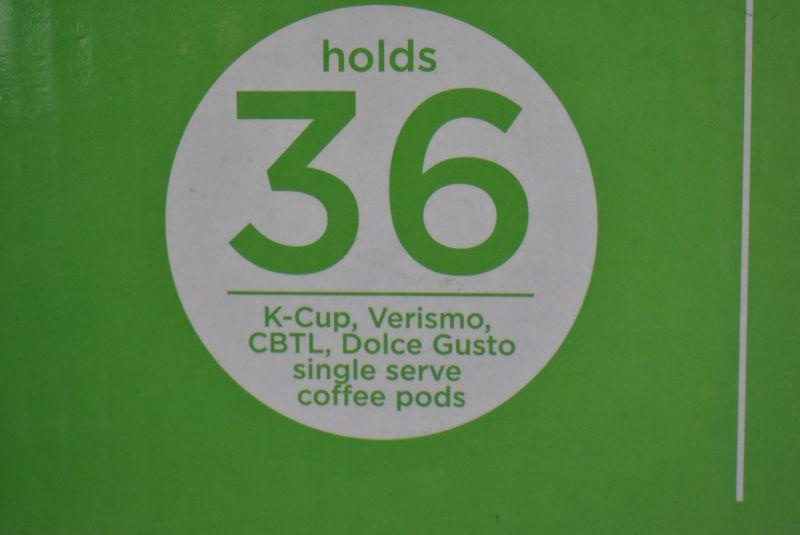 holds
36
K-Cup, Verismo,
CBTL, Dolce Gusto
single serve
coffee pods